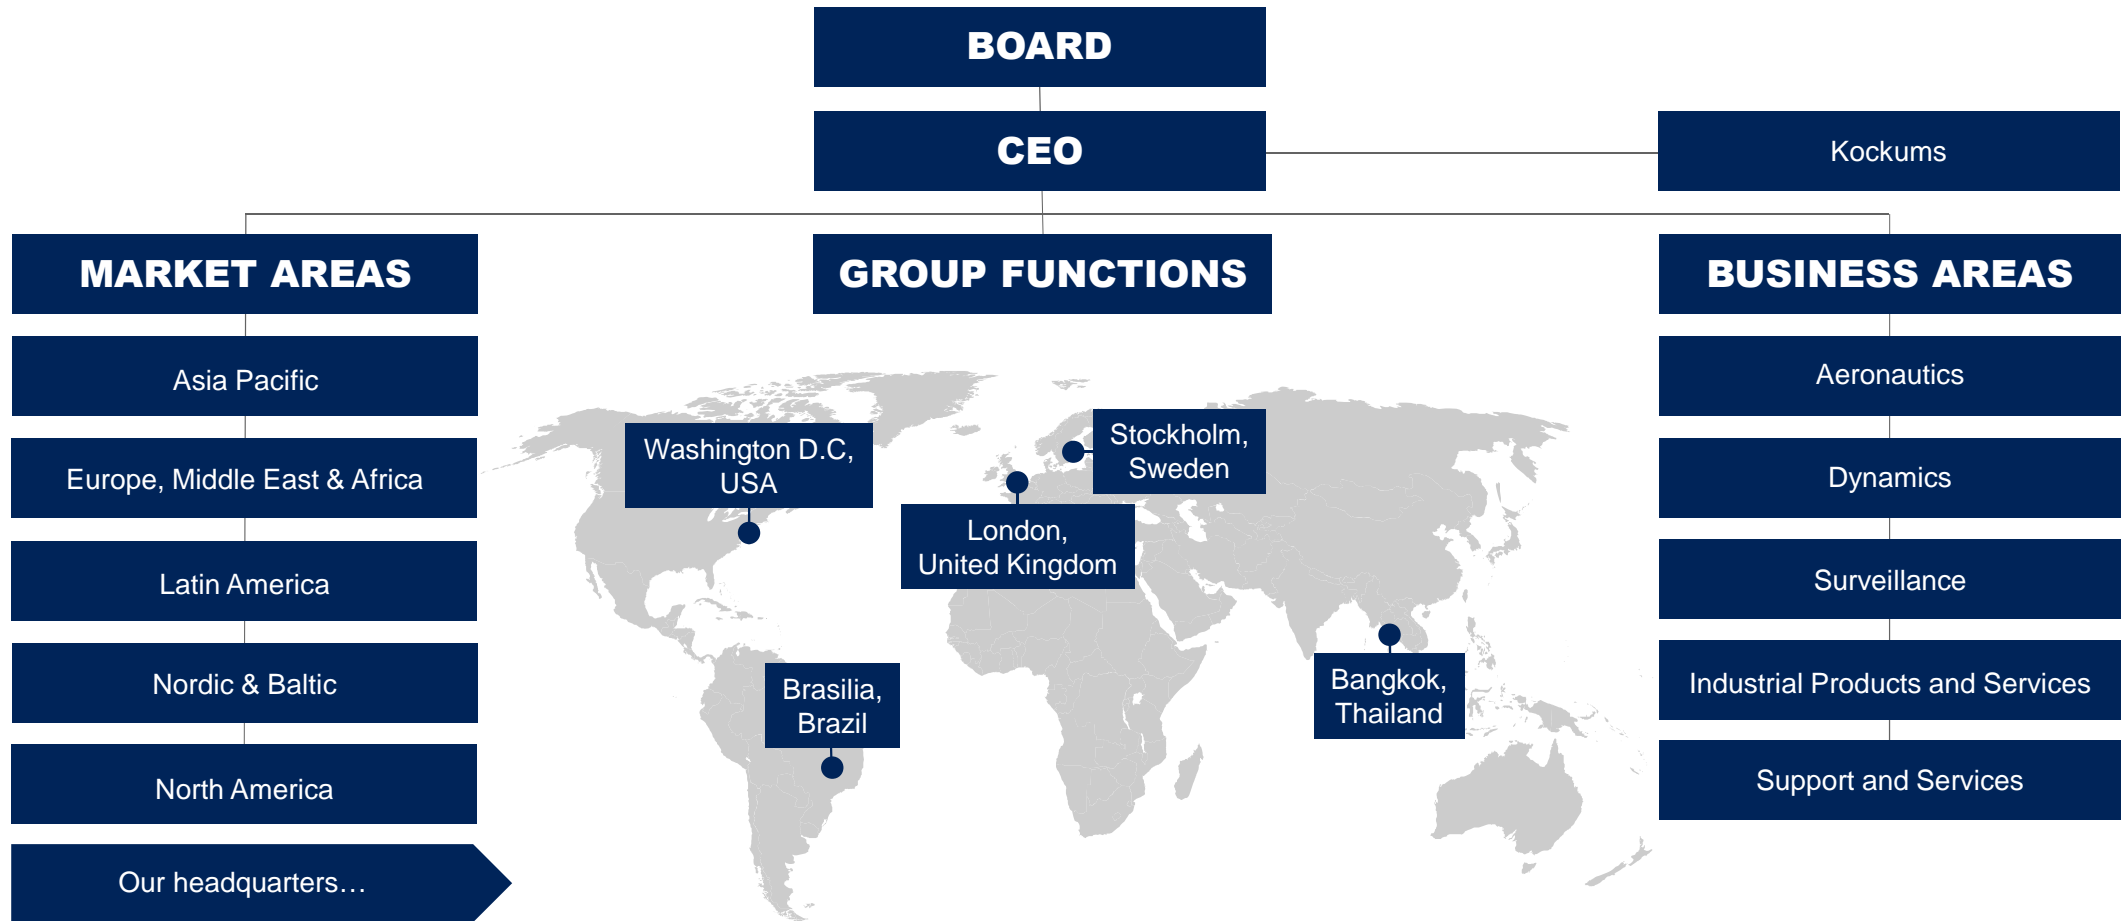 BOARD
CEO
Kockums
MARKET AREAS
GROUP FUNCTIONS
BUSINESS AREAS
Asia Pacific
Europe, Middle East & Africa
Latin America
Nordic & Baltic
North America
Our headquarters…
Washington D.C,
USA
Stockholm,
Sweden
London,
United Kingdom
Brasilia,
Brazil
Bangkok,
Thailand
Aeronautics
Dynamics
Surveillance
Industrial Products and Services
Support and Services